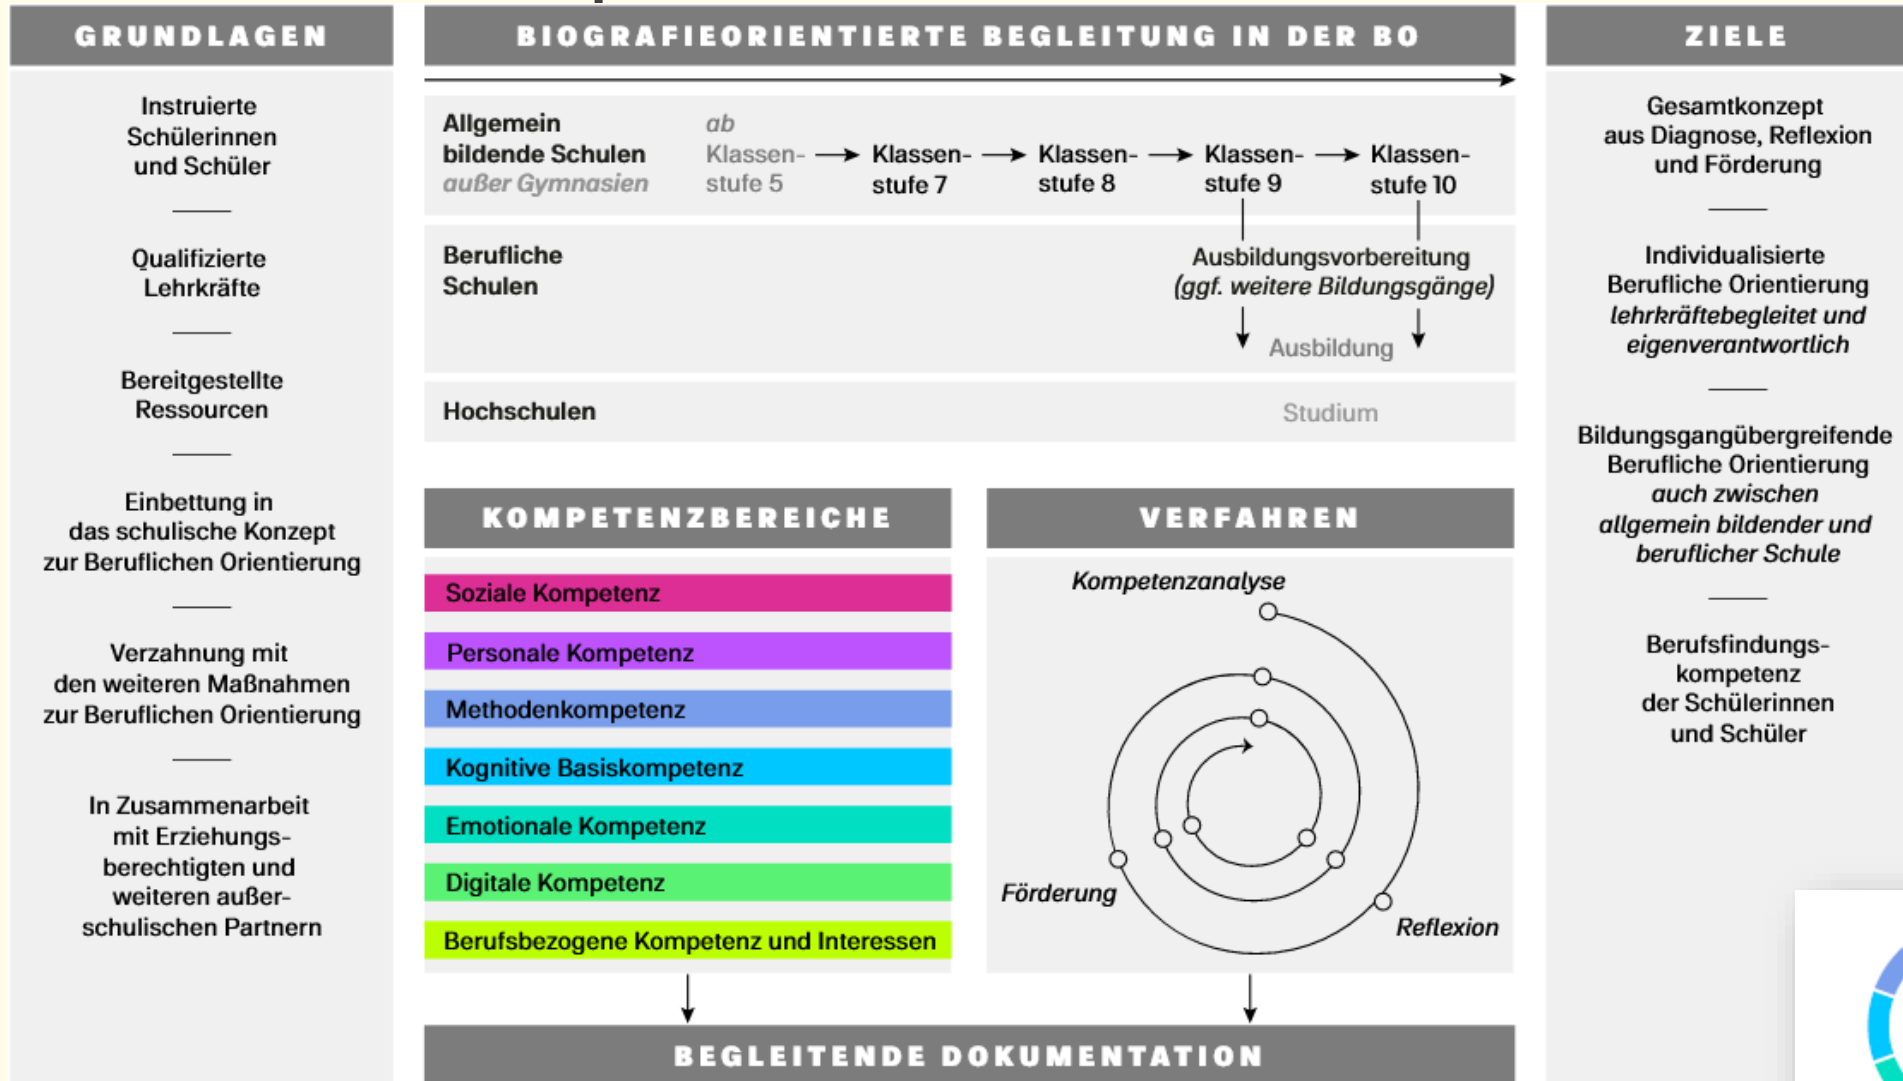 GRUNDLAGEN
Instruierte
Schülerinnen
und Schüler
Qualifizierte
Lehrkräfte
Bereitgestellte
Ressourcen
Einbettung in
das schulische Konzept
zur Beruflichen Orientierung
Verzahnung mit
den weiteren Maßnahmen
zur Beruflichen Orientierung
In Zusammenarbeit
mit Erziehungs-
berechtigten und
weiteren außer-
schulischen Partnern
BIOGRAFIEORIENTIERTE BEGLEITUNG IN DER BO
Allgemein
bildende Schulen
außer Gymnasien
ab
Klassen-
stufe 5
Klassen-
stufe 7
Klassen-
stufe 8
Klassen-
stufe 9
Klassen-
stufe 10
Berufliche
Schulen
Ausbildungsvorbereitung
(ggf. weitere Bildungsgänge)
Ausbildung
Hochschulen
Studium
KOMPETENZBEREICHE
Soziale Kompetenz
Personale Kompetenz
Methodenkompetenz
Kognitive Basiskompetenz
Emotionale Kompetenz
Digitale Kompetenz
Berufsbezogene Kompetenz und Interessen
VERFAHREN
Kompetenzanalyse
Förderung
Reflexion
BEGLEITENDE DOKUMENTATION
ZIELE
Gesamtkonzept
aus Diagnose, Reflexion
und Förderung
Individualisierte
Berufliche Orientierung
lehrkräftebegleitet und
eigenverantwortlich
Bildungsgangübergreifende
Berufliche Orientierung
auch zwischen
allgemein bildender und
beruflicher Schule
Berufsfindungs-
kompetenz
der Schülerinnen
und Schüler